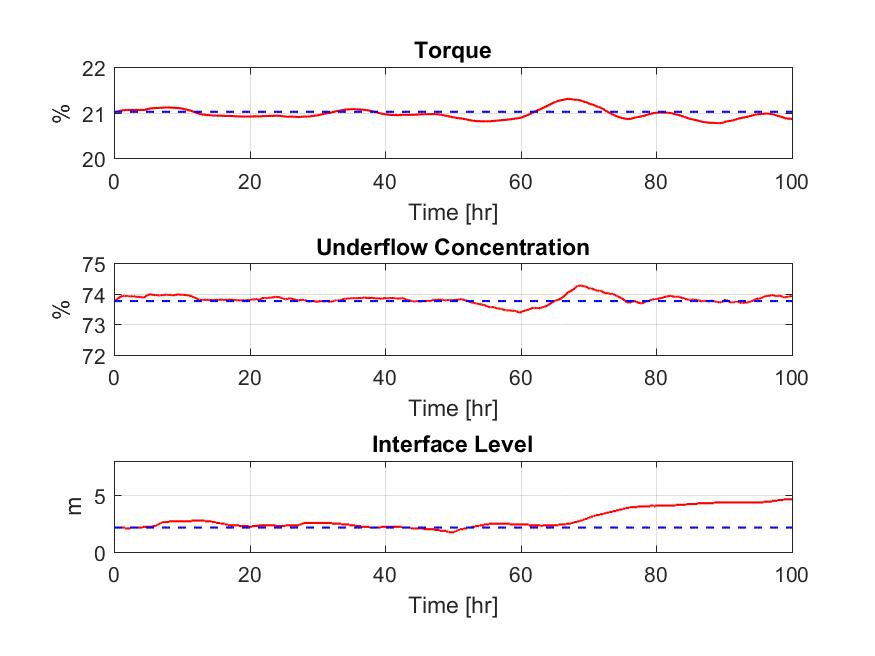 Torque
22
21
20
%
0 20 40 60 80 100
Time [hr]
Underflow Concentration
75
74
73
72
%
0 20 40 60 80 100
Time [hr]
Interface Level
5
0
m
0 20 40 60 80 100
Time [hr]